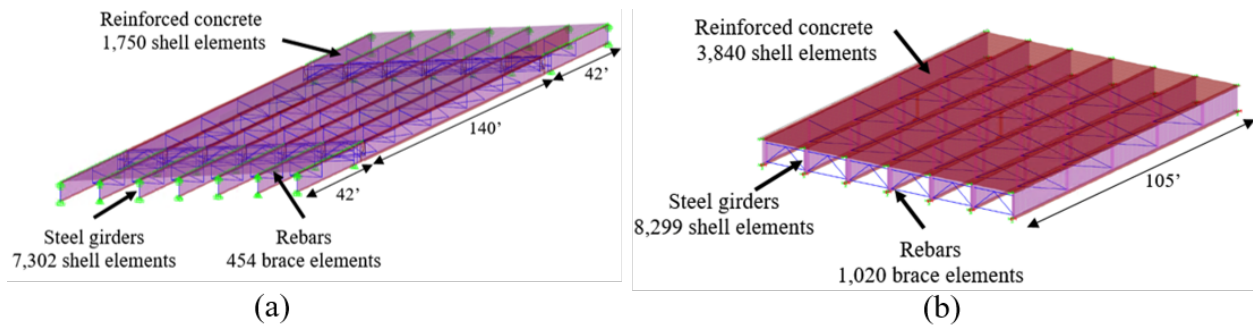 Reinforced concrete
1,750 shell elements
42’
140’
42’
Steel girders
7,302 shell elements
Rebars
454 brace elements
(a)
Reinforced concrete
3,840 shell elements
105’
Steel girders
8,299 shell elements
Rebars
1,020 brace elements
(b)